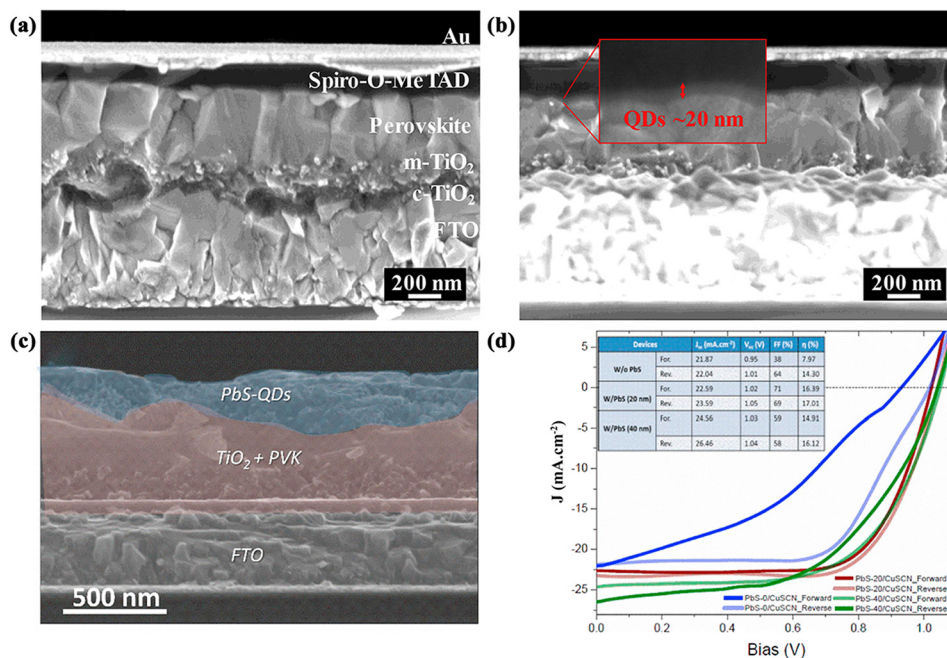 (a)
Au
Spiro-O-MeTAD
Perovskite
m-TiO₂
c-TiO₂
FTO
200 nm
(b)
QDs ~20 nm
200 nm
(c)
PbS-QDs
TiO₂ + PVK
FTO
500 nm
(d)
Devices Jsc (mA.cm⁻²) Voc (V) FF (%) η (%)
W/o PbS For. 21.87 0.95 38 7.97
Rev. 22.04 1.01 64 14.30
W/PbS (20 nm) For. 22.59 1.02 71 16.39
Rev. 23.59 1.05 69 17.01
W/PbS (40 nm) For. 24.56 1.03 59 14.91
Rev. 26.46 1.04 58 16.12
5
0
-5
-10
-15
-20
-25
J (mA.cm⁻²)
PbS-20/CuSCN_Forward
PbS-0/CuSCN_Forward PbS-20/CuSCN_Reverse
PbS-0/CuSCN_Reverse PbS-40/CuSCN_Forward
PbS-40/CuSCN_Reverse
0.0 0.2 0.4 0.6 0.8 1.0
Bias (V)